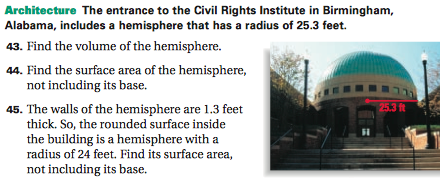 Architecture The entrance to the Civil Rights Institute in Birmingham,
Alabama, includes a hemisphere that has a radius of 25.3 feet.
43. Find the volume of the hemisphere.
44. Find the surface area of the hemisphere,
not including its base.
45. The walls of the hemisphere are 1.3 feet
thick. So, the rounded surface inside
the building is a hemisphere with a
radius of 24 feet. Find its surface area,
not including its base.
25.3 ft